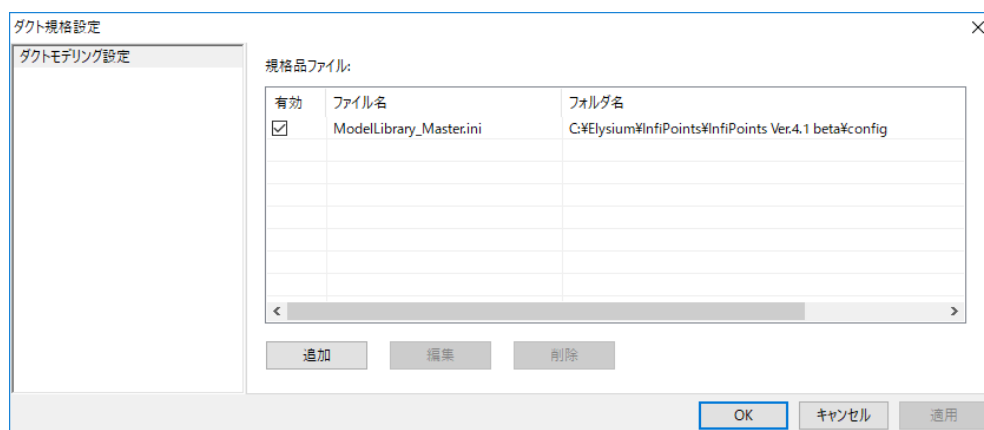 ダクト規格設定
ダクトモデリング設定
規格品ファイル:
有効 ファイル名 フォルダ名
ModelLibrary_Master.ini C:¥Elysium¥InfiPoints¥InfiPoints Ver.4.1 beta¥config
追加 編集 削除
OK キャンセル 適用